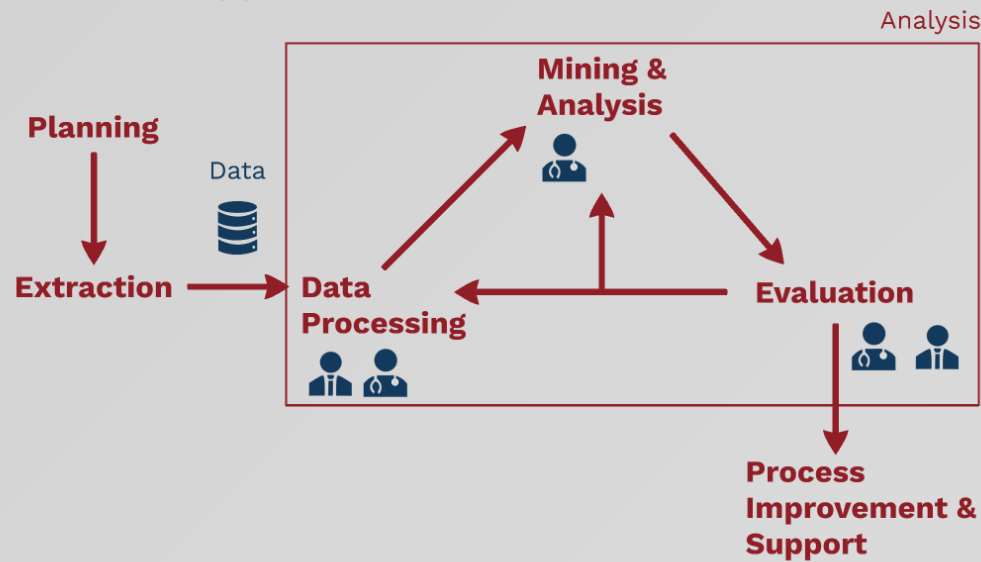 Analysis
Mining &
Analysis
Planning
Data
Extraction
Data
Processing
Evaluation
Process
Improvement &
Support